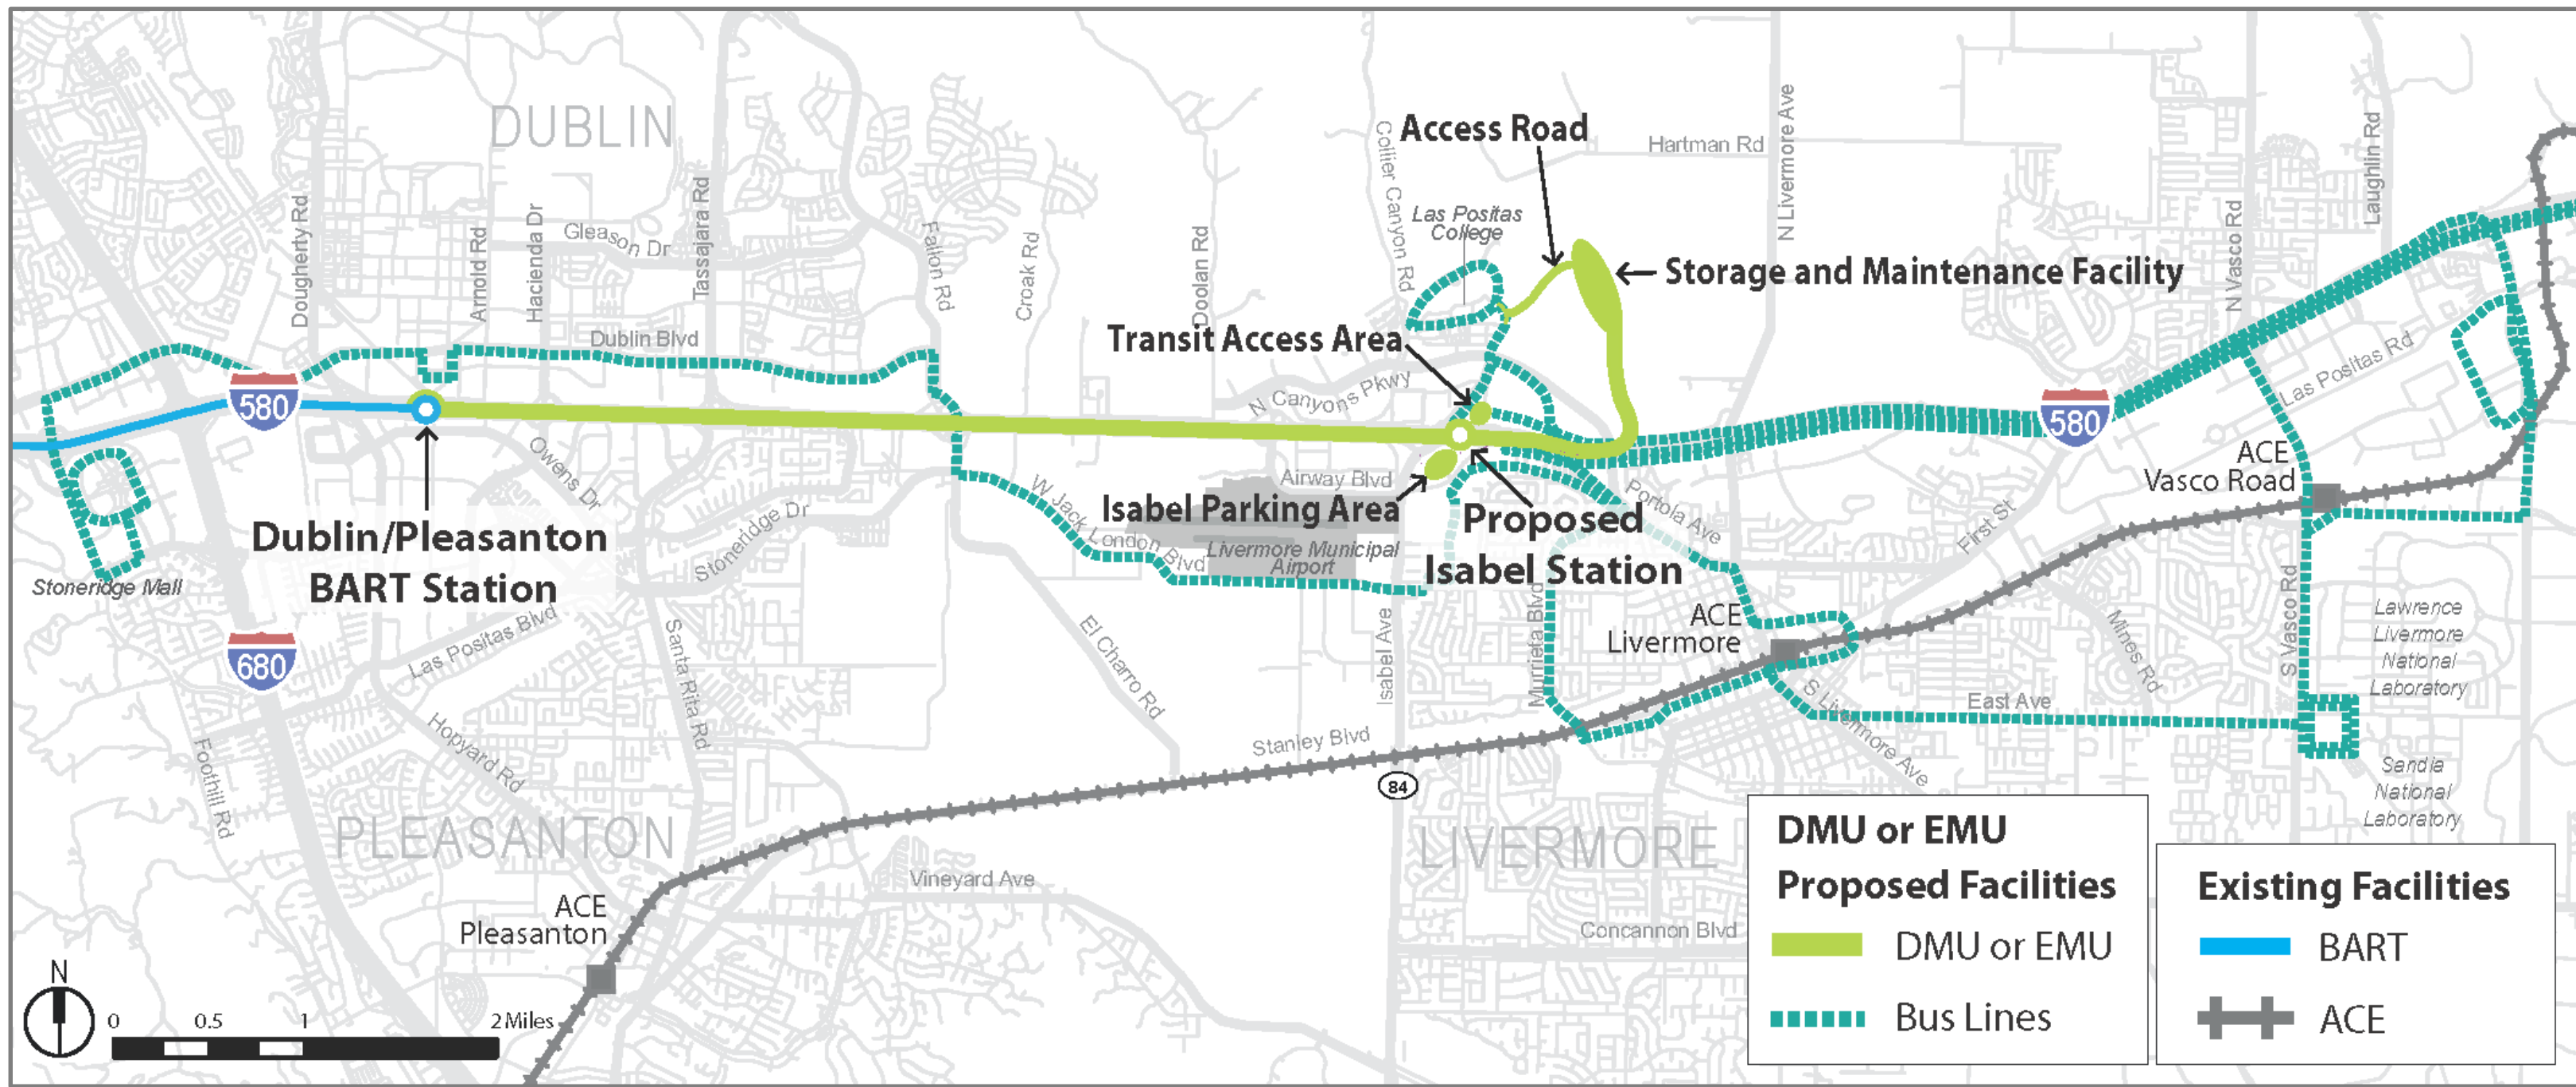 DUBLIN
Access Road
Hartman Rd
N Livermore Ave
Laughlin Rd
Collier Canyon Rd
Las Positas
College
Dougherty Rd
Arnold Rd
Hacienda Dr
Gleason Dr
Tassajara Rd
Fallon Rd
Croak Rd
Doolan Rd
N Vasco Rd
Storage and Maintenance Facility
Transit Access Area
Dublin Blvd
Las Positas Rd
N Canyons Pkwy
580
580
ACE
Vasco Road
Owens Dr
Airway Blvd
Isabel Parking Area
Proposed
Isabel Station
Portola Ave
First St
W Jack London Blvd
Livermore Municipal
Airport
Stoneridge Dr
Dublin/Pleasanton
BART Station
Stoneridge Mall
680
Las Positas Blvd
Santa Rita Rd
El Charro Rd
Isabel Ave
Murrieta Blvd
ACE
Livermore
Mines Rd
S Vasco Rd
Lawrence
Livermore
National
Laboratory
East Ave
S Livermore Ave
Foothill Rd
Hopyard Rd
Stanley Blvd
84
Sandia
National
Laboratory
PLEASANTON
LIVERMORE
Vineyard Ave
Concannon Blvd
ACE
Pleasanton
N
0 0.5 1 2 Miles
DMU or EMU
Proposed Facilities
DMU or EMU
Bus Lines
Existing Facilities
BART
ACE